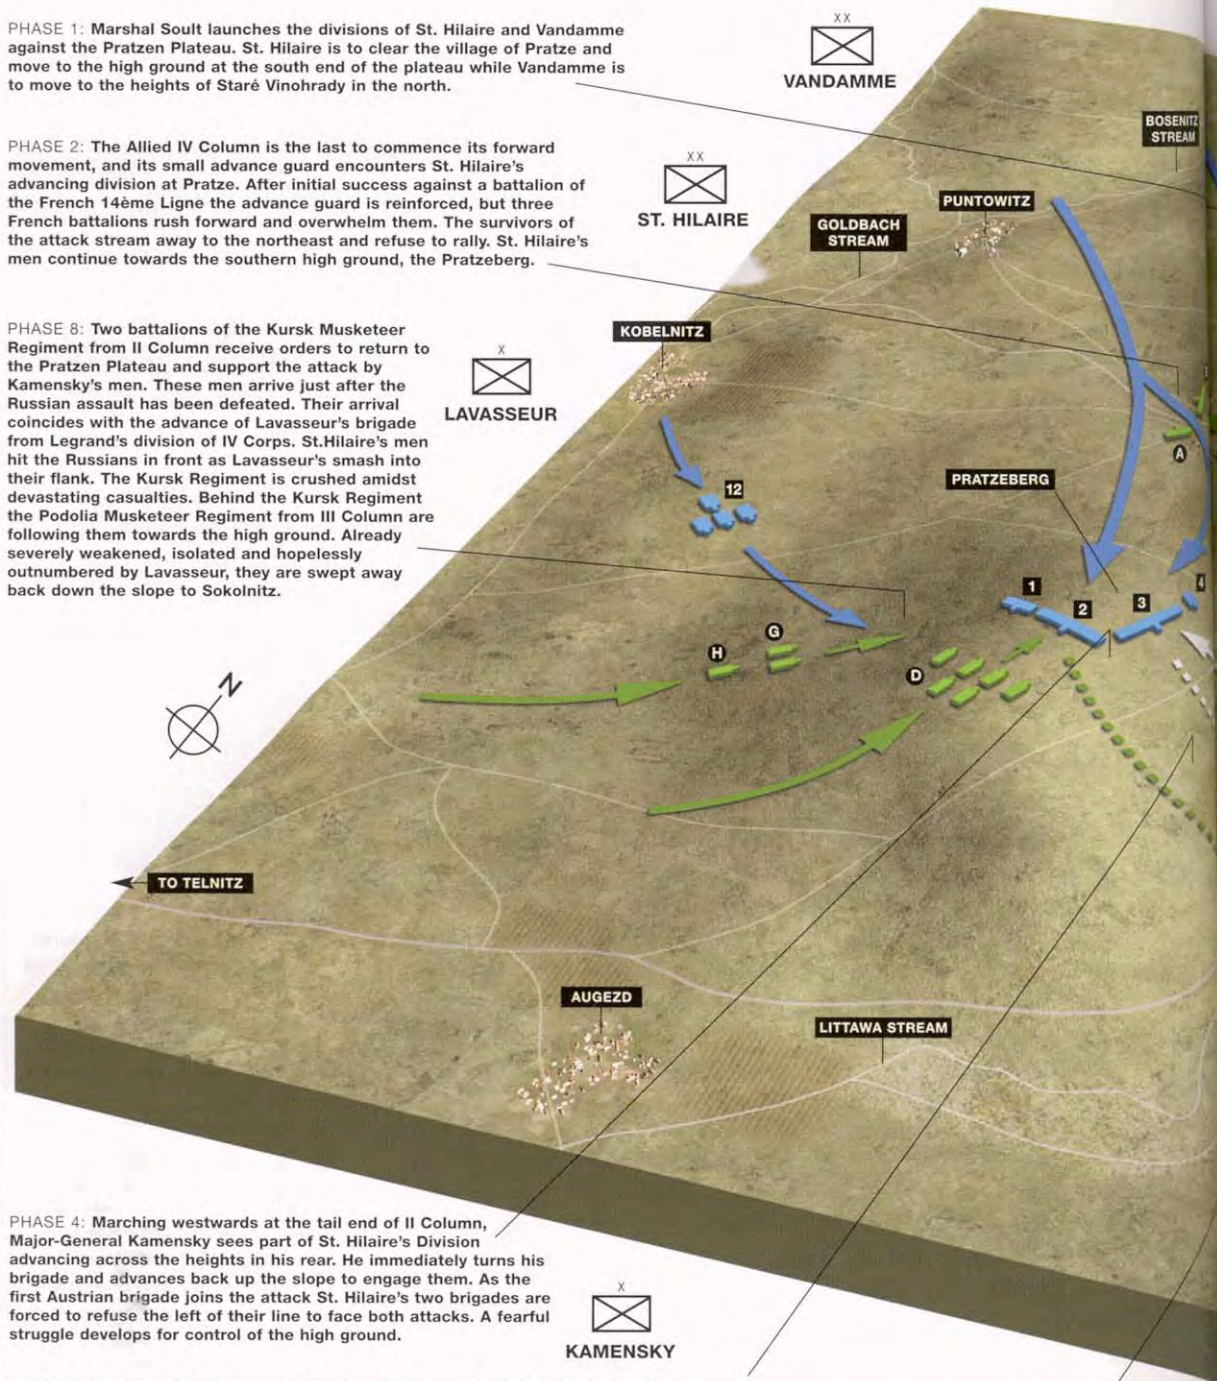 PHASE 1: Marshal Soult launches the divisions of St. Hilaire and Vandamme
against the Pratzen Plateau. St. Hilaire is to clear the village of Pratze and
move to the high ground at the south end of the plateau while Vandamme is
to move to the heights of Staré Vinohrady in the north.
XX
VANDAMME
BOSENITZ
STREAM
PHASE 2: The Allied IV Column is the last to commence its forward
movement, and its small advance guard encounters St. Hilaire's
advancing division at Pratze. After initial success against a battalion of
the French 14ème Ligne the advance guard is reinforced, but three
French battalions rush forward and overwhelm them. The survivors of
the attack stream away to the northeast and refuse to rally. St. Hilaire's
men continue towards the southern high ground, the Pratzeberg.
XX
ST. HILAIRE
PUNTOWITZ
GOLDBACH
STREAM
PHASE 8: Two battalions of the Kursk Musketeer
Regiment from II Column receive orders to return to
the Pratzen Plateau and support the attack by
Kamensky's men. These men arrive just after the
Russian assault has been defeated. Their arrival
coincides with the advance of Lavasseur's brigade
from Legrand's division of IV Corps. St.Hilaire's men
hit the Russians in front as Lavasseur's smash into
their flank. The Kursk Regiment is crushed amidst
devastating casualties. Behind the Kursk Regiment
the Podolia Musketeer Regiment from III Column are
following them towards the high ground. Already
severely weakened, isolated and hopelessly
outnumbered by Lavasseur, they are swept away
back down the slope to Sokolnitz.
X
LAVASSEUR
KOBELNITZ
A
PRATZEBERG
12
1
2
3
4
G
H
D
N
TO TELNITZ
AUGEZD
LITTAWA STREAM
PHASE 4: Marching westwards at the tail end of II Column,
Major-General Kamensky sees part of St. Hilaire's Division
advancing across the heights in his rear. He immediately turns his
brigade and advances back up the slope to engage them. As the
first Austrian brigade joins the attack St. Hilaire's two brigades are
forced to refuse the left of their line to face both attacks. A fearful
struggle develops for control of the high ground.
X
KAMENSKY